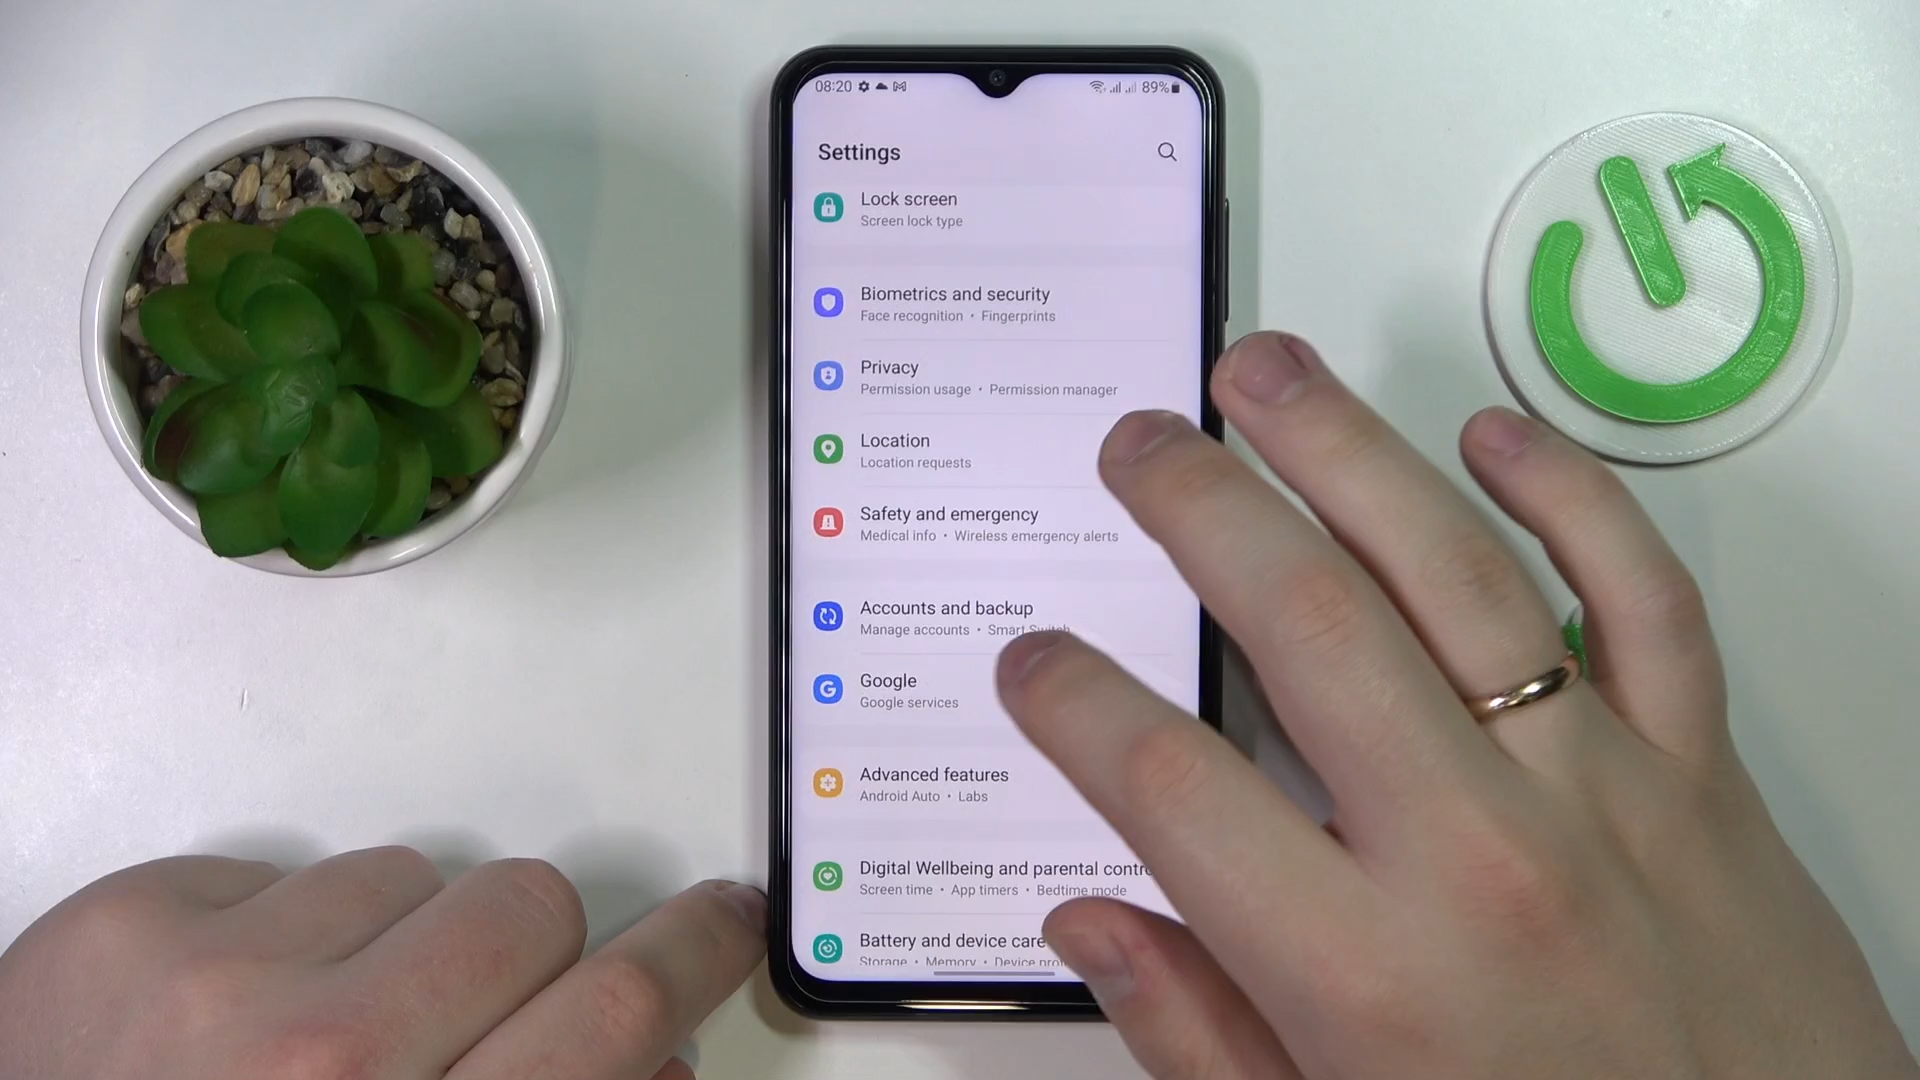 08:20 89%
Settings
Lock screen
Screen lock type
Biometrics and security
Face recognition • Fingerprints
Privacy
Permission usage • Permission manager
Location
Location requests
Safety and emergency
Medical info • Wireless emergency alerts
Accounts and backup
Manage accounts • Smart Switch
Google
Google services
Advanced features
Android Auto • Labs
Digital Wellbeing and parental contr
Screen time • App timers • Bedtime mode
Battery and device care
Storage • Memory • Device